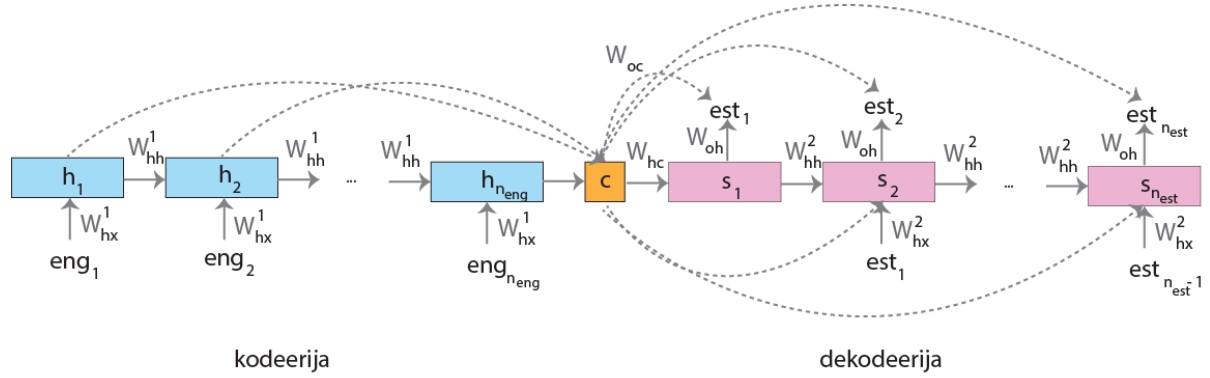 W_oc
est_1 est_2 est_n_est
W^1_hh W^1_hh W^1_hh W_hc W_oh W^2_hh W_oh W^2_hh W^2_hh W_oh
h_1 h_2 ... h_n_eng c s_1 s_2 ... s_n_est
W^1_hx W^1_hx W^1_hx W^2_hx W^2_hx
eng_1 eng_2 eng_n_eng est_1 est_n_est-1
kodeerija dekodeerija